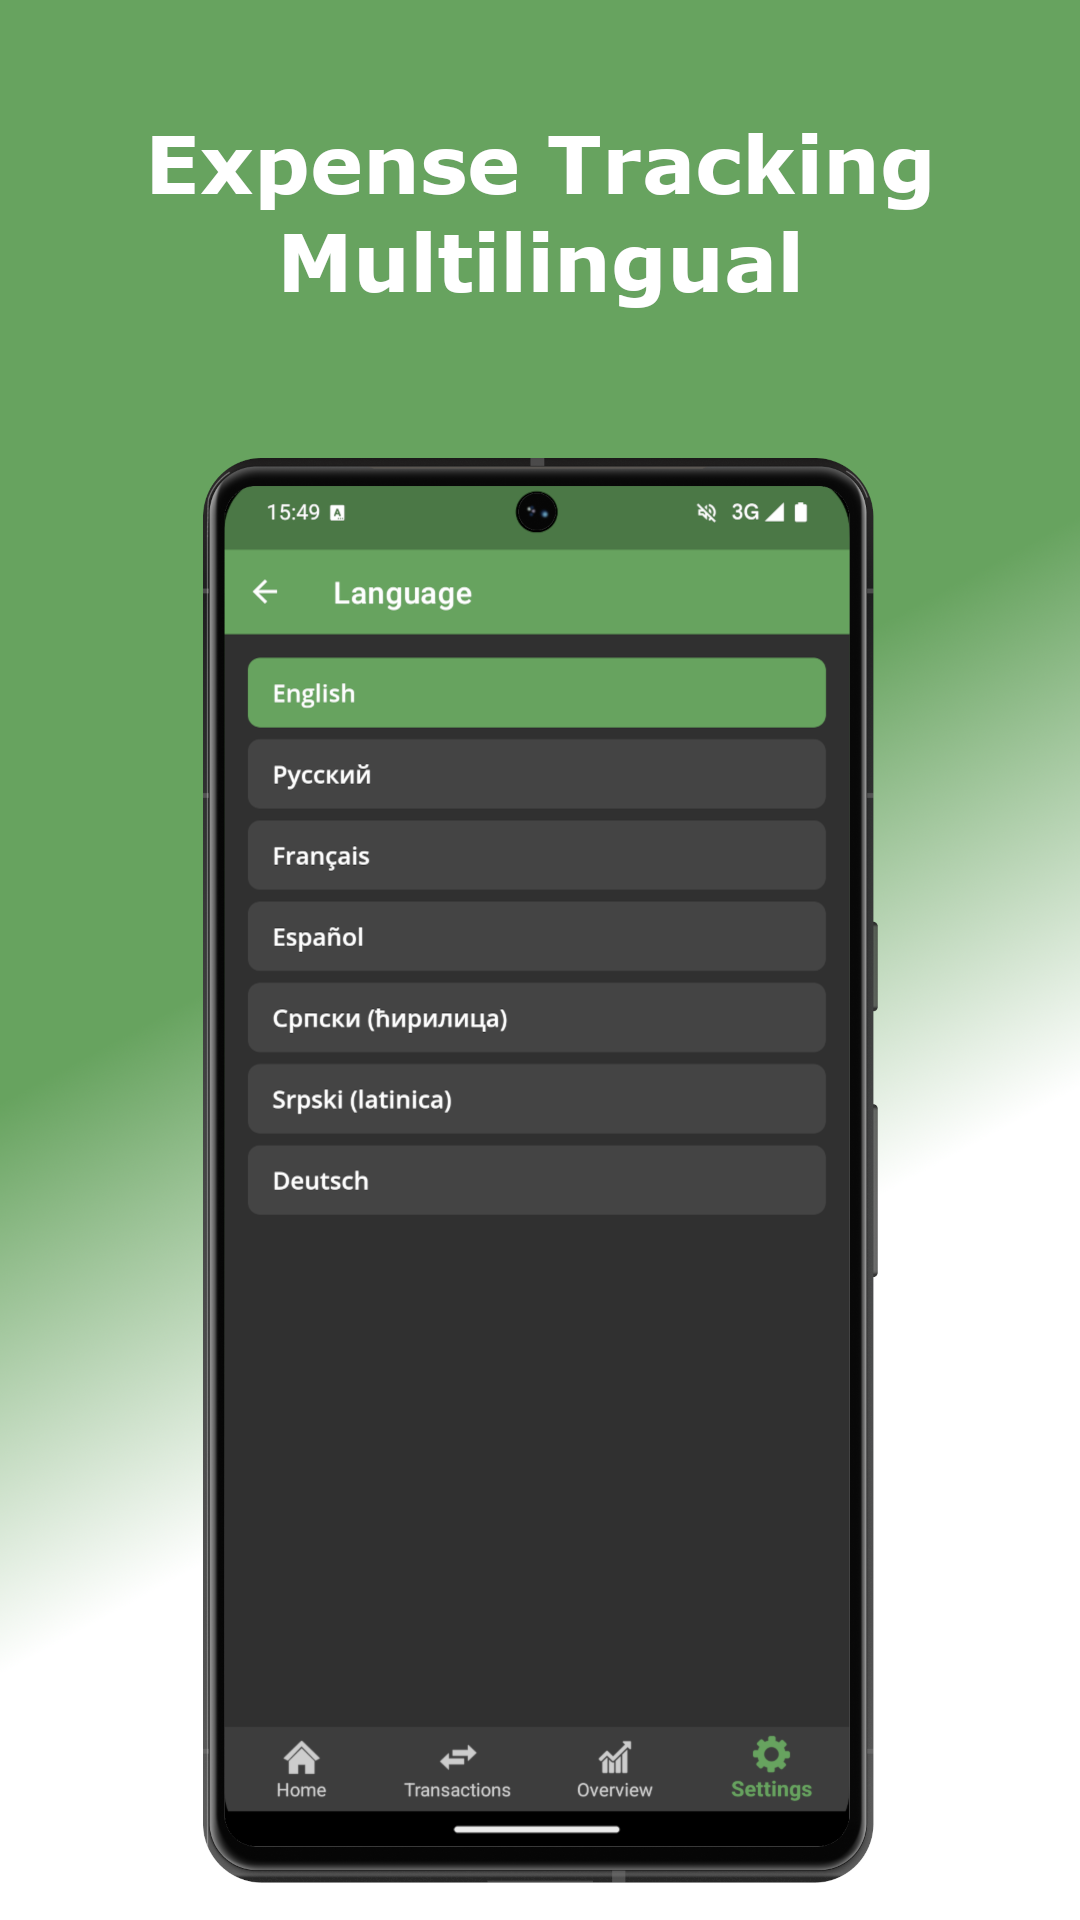 Expense Tracking
Multilingual
15:49
3G
Language
English
Русский
Français
Español
Српски (ћирилица)
Srpski (latinica)
Deutsch
Home
Transactions
Overview
Settings